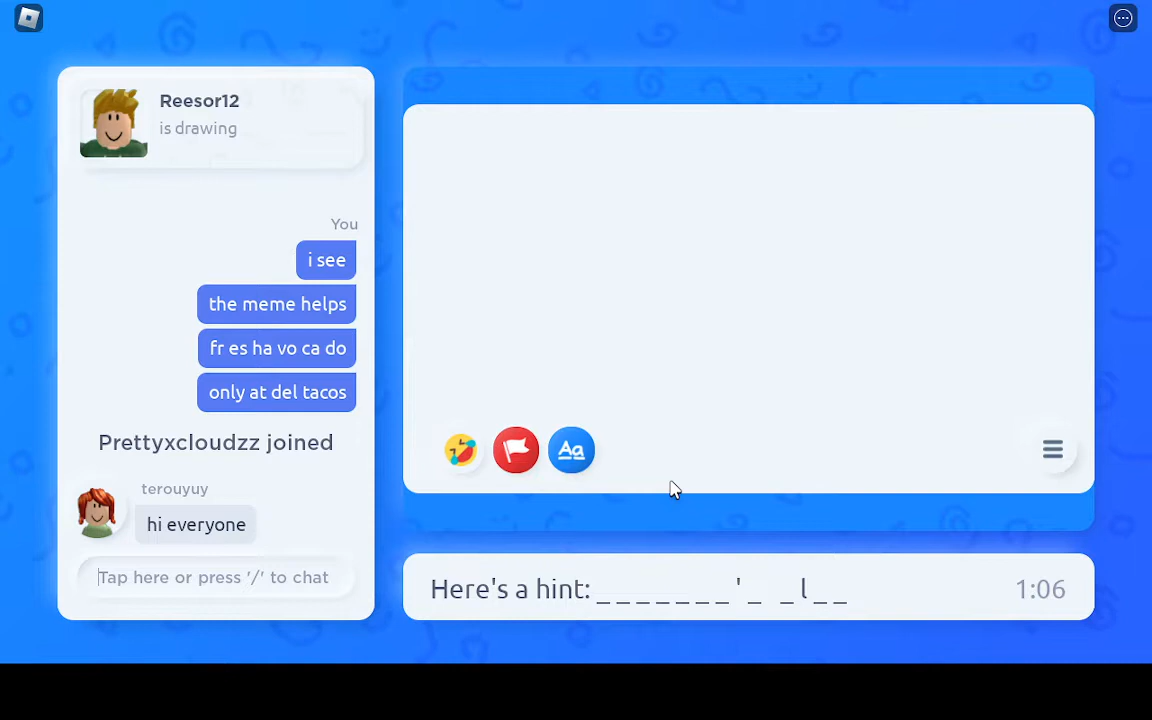 Reesor12
is drawing
You
i see
the meme helps
fr es ha vo ca do
only at del tacos
Prettyxcloudzz joined
terouyuy
hi everyone
Tap here or press '/' to chat
Aa
Here's a hint: _ _ _ _ _ _ _ ' _  _ l _ _
1:06